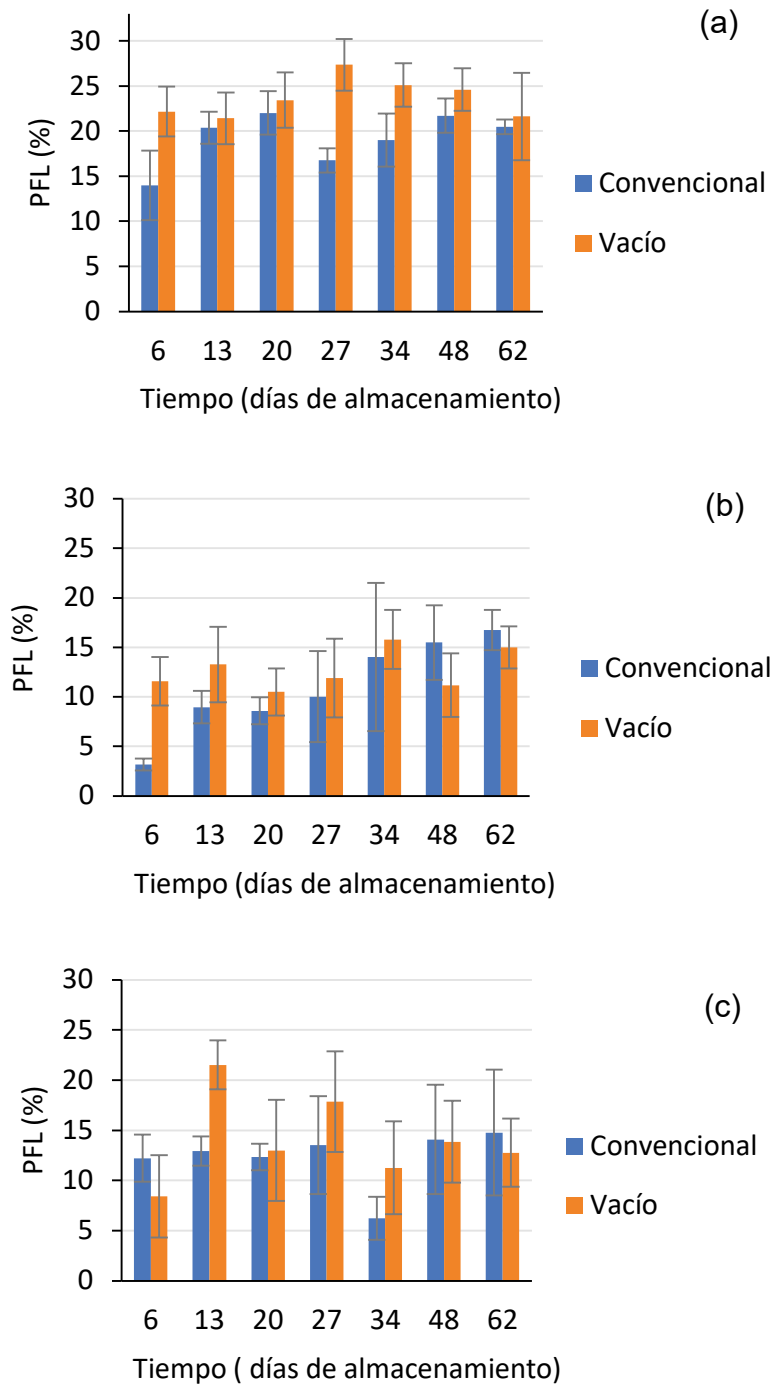 (a)
30
25
20
15
10
5
0
PFL (%)
6 13 20 27 34 48 62
Tiempo (días de almacenamiento)
Convencional
Vacío
(b)
30
25
20
15
10
5
0
PFL (%)
6 13 20 27 34 48 62
Tiempo (días de almacenamiento)
Convencional
Vacío
(c)
30
25
20
15
10
5
0
PFL (%)
6 13 20 27 34 48 62
Tiempo ( días de almacenamiento)
Convencional
Vacío